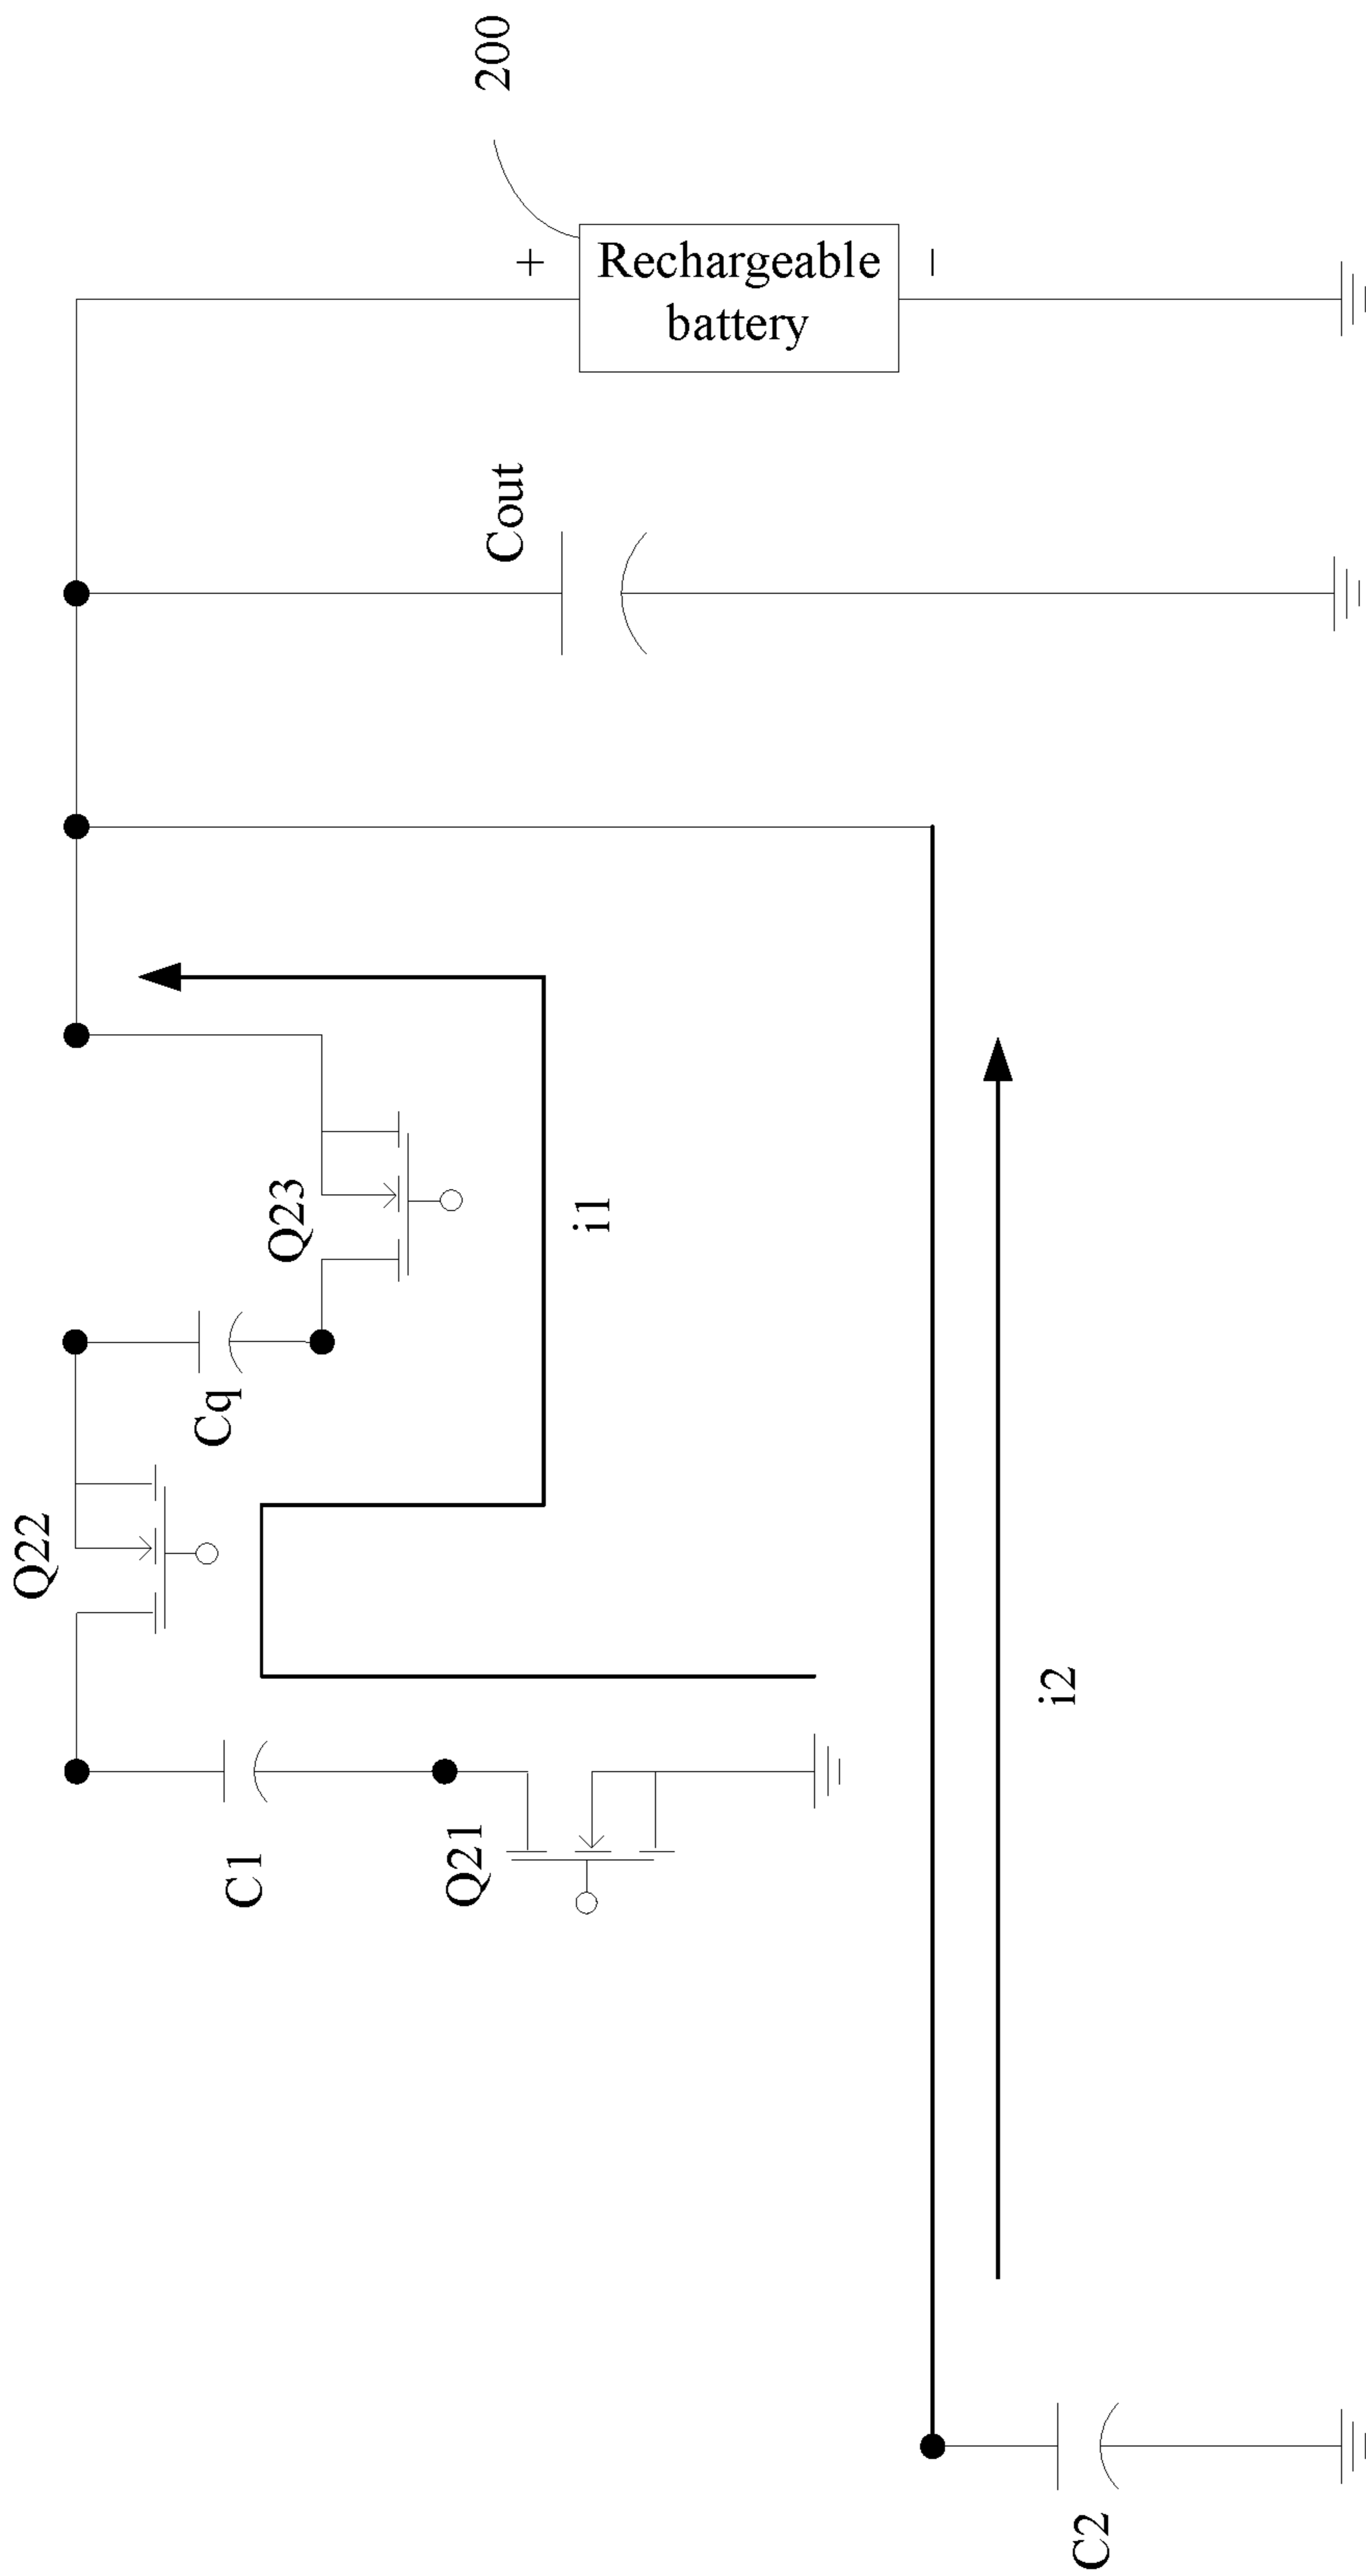 200
+
Rechargeable
battery
−
Cout
Q23
i1
Cq
Q22
C1
Q21
i2
C2